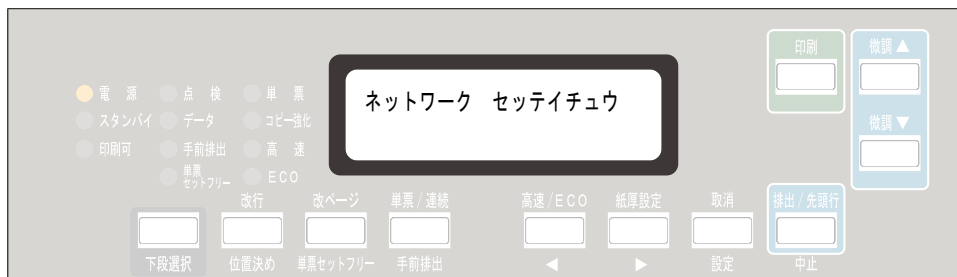 印刷 微調 ▲
ネットワーク セッテイチュウ
電 源 点 検 単 票
スタンバイ データ コピー強化
微調 ▼
印刷可 手前排出 高 速
単票
セットフリー ECO
改行 改ページ 単票/連続 高速/ECO 紙厚設定 取消 排出/先頭行
下段選択 位置決め 単票セットフリー 手前排出 ◀ ▶ 設定 中止